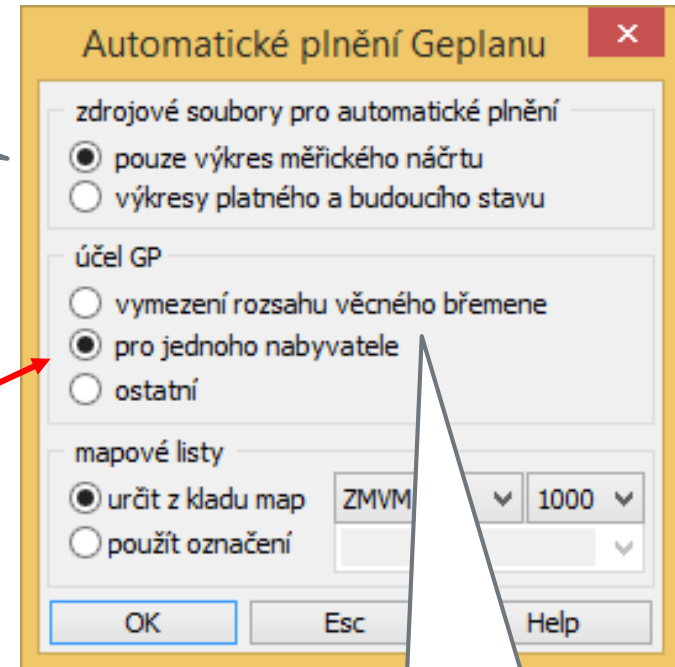 Automatické plnění Geplanu
zdrojové soubory pro automatické plnění
pouze výkres měřického náčrtu
výkresy platného a budoucího stavu
účel GP
vymezení rozsahu věcného břemene
pro jednoho nabyvatele
ostatní
mapové listy
určit z kladu map ZMVM 1000
použít označení
OK Esc Help